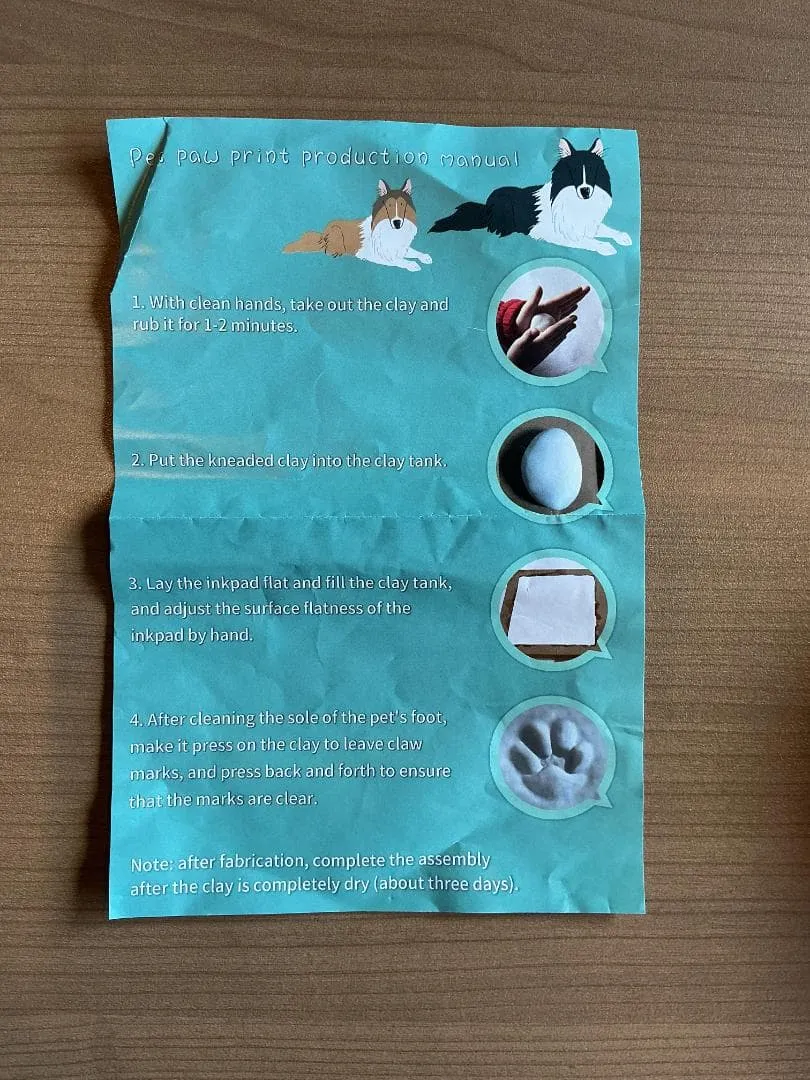 Pet paw print production manual
1. With clean hands, take out the clay and
rub it for 1-2 minutes.
2. Put the kneaded clay into the clay tank.
3. Lay the inkpad flat and fill the clay tank,
and adjust the surface flatness of the
inkpad by hand.
4. After cleaning the sole of the pet's foot,
make it press on the clay to leave claw
marks, and press back and forth to ensure
that the marks are clear.
Note: after fabrication, complete the assembly
after the clay is completely dry (about three days).